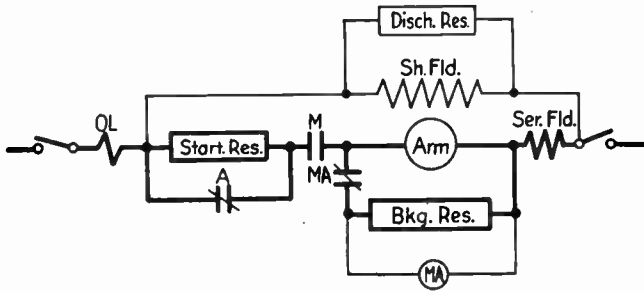 Disch. Res.
Sh. Fld.
OL
Start. Res.
M
Arm
Ser. Fld.
A
MA
Bkg. Res.
MA